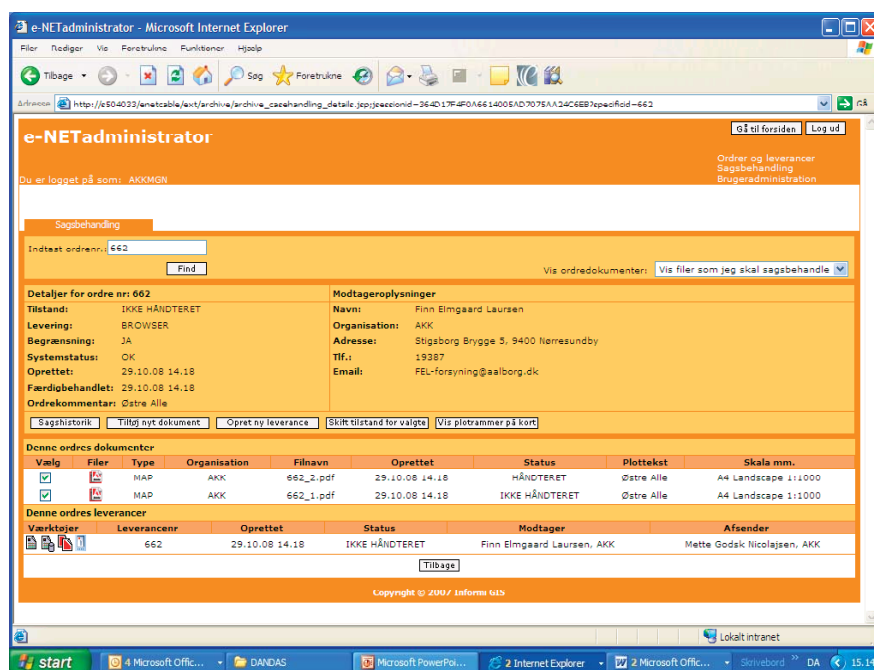 e-NETadministrator - Microsoft Internet Explorer
Filer Rediger Vis Foretrukne Funktioner Hjælp
Tilbage Søg Foretrukne
Adresse http://c504033/enetcable/ext/archive/archive_casehandling_details.jsp;jsessionid=364D17F4F0A6614005AD7075AA24C6EB?specificid=662 Gå
e-NETadministrator
Gå til forsiden Log ud
Ordrer og leverancer
Sagsbehandling
Du er logget på som: AKKMGN Brugeradministration
Sagsbehandling
Indtast ordrenr.: 662
Find
Vis ordredokumenter: Vis filer som jeg skal sagsbehandle
Detaljer for ordre nr: 662 Modtageroplysninger
Tilstand: IKKE HÅNDTERET Navn: Finn Elmgaard Laursen
Levering: BROWSER Organisation: AKK
Begrænsning: JA Adresse: Stigsborg Brygge 5, 9400 Nørresundby
Systemstatus: OK Tlf.: 19387
Oprettet: 29.10.08 14.18 Email: FEL-forsyning@aalborg.dk
Færdigbehandlet: 29.10.08 14.18
Ordrekommentar: Østre Alle
Sagshistorik Tilføj nyt dokument Opret ny leverance Skift tilstand for valgte Vis plotrammer på kort
Denne ordres dokumenter
Vælg Filer Type Organisation Filnavn Oprettet Status Plottekst Skala mm.
MAP AKK 662_2.pdf 29.10.08 14.18 HÅNDTERET Østre Alle A4 Landscape 1:1000
MAP AKK 662_1.pdf 29.10.08 14.18 IKKE HÅNDTERET Østre Alle A4 Landscape 1:1000
Denne ordres leverancer
Værktøjer Leverancenr Oprettet Status Modtager Afsender
662 29.10.08 14.18 IKKE HÅNDTERET Finn Elmgaard Laursen, AKK Mette Godsk Nicolajsen, AKK
Tilbage
Copyright © 2007 Informi GIS
Lokalt intranet
start 4 Microsoft Offic... DANDAS Microsoft PowerPoi... 2 Internet Explorer 2 Microsoft Offic... Skrivebord » DA 15.14